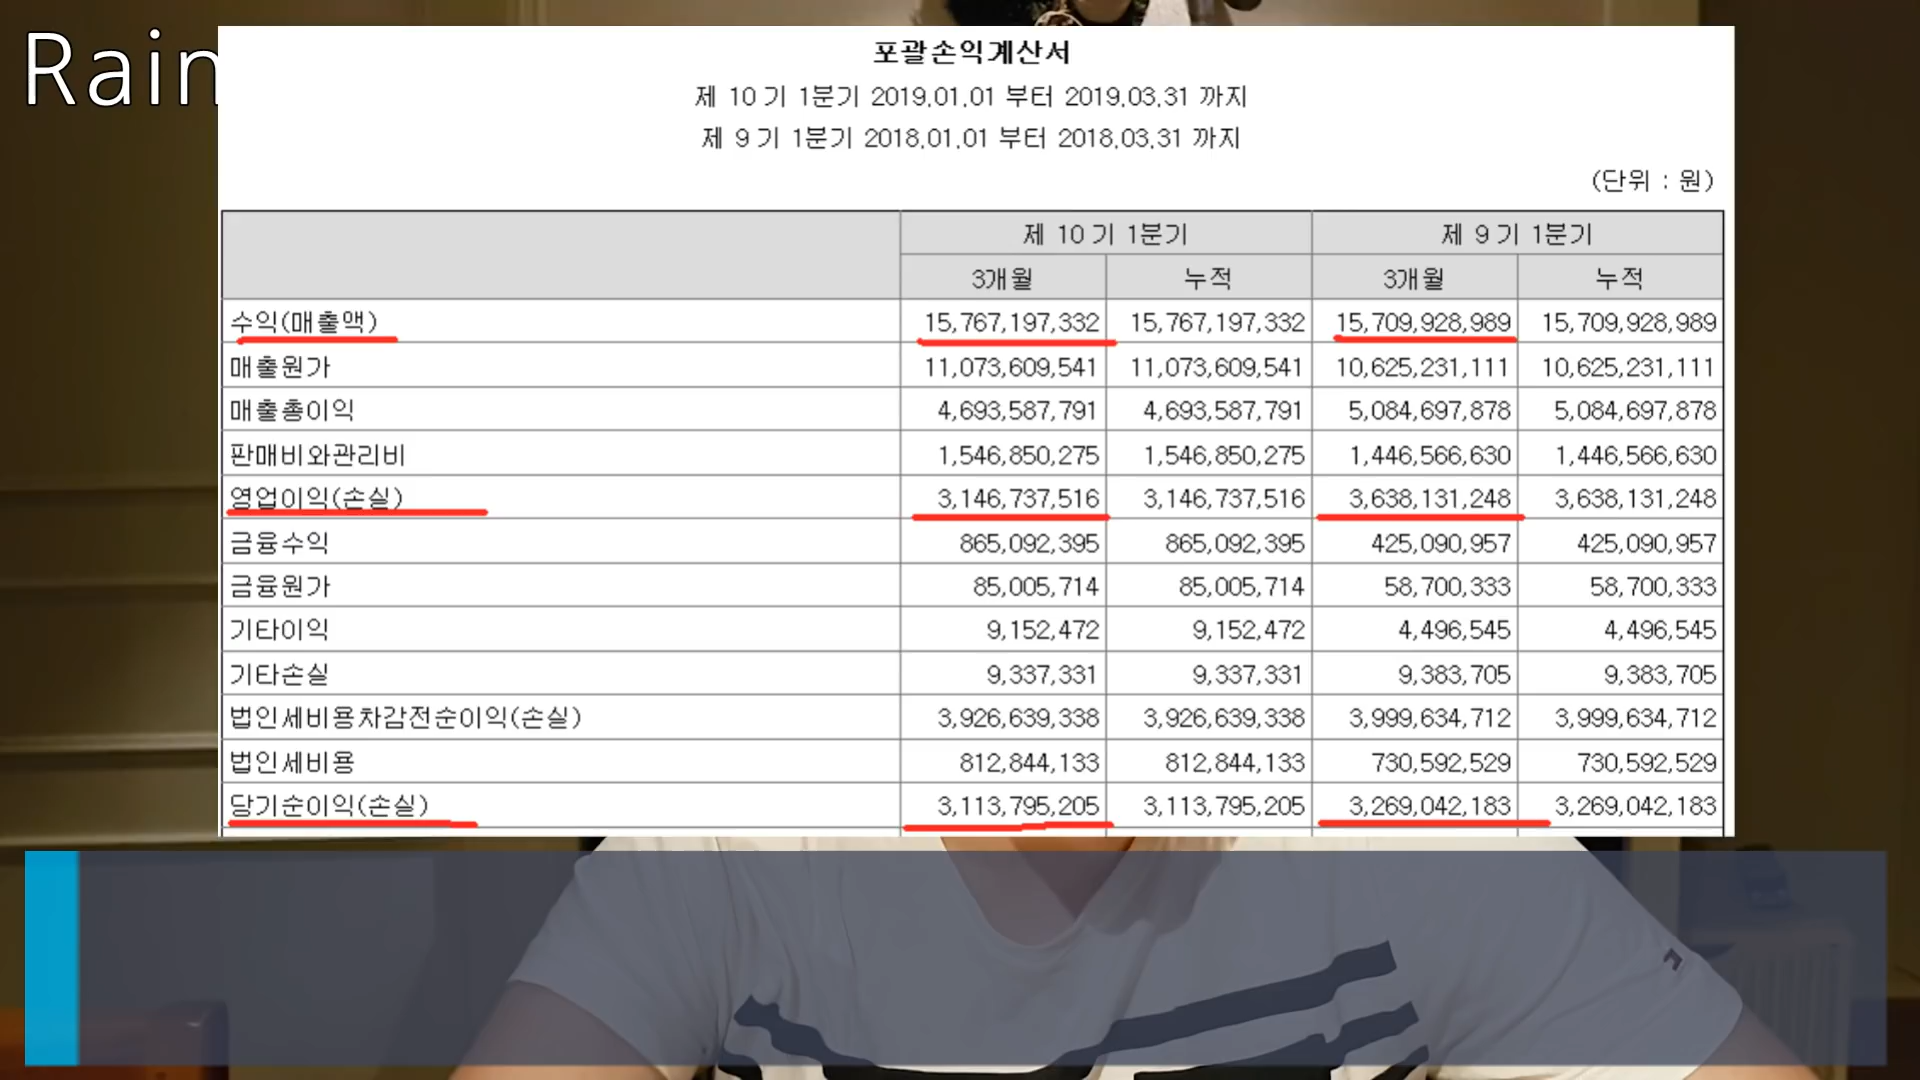 Rain
포괄손익계산서
제 10 기 1분기 2019.01.01 부터 2019.03.31 까지
제 9 기 1분기 2018.01.01 부터 2018.03.31 까지
(단위 : 원)
제 10 기 1분기 제 9 기 1분기
3개월 누적 3개월 누적
수익(매출액) 15,767,197,332 15,767,197,332 15,709,928,989 15,709,928,989
매출원가 11,073,609,541 11,073,609,541 10,625,231,111 10,625,231,111
매출총이익 4,693,587,791 4,693,587,791 5,084,697,878 5,084,697,878
판매비와관리비 1,546,850,275 1,546,850,275 1,446,566,630 1,446,566,630
영업이익(손실) 3,146,737,516 3,146,737,516 3,638,131,248 3,638,131,248
금융수익 865,092,395 865,092,395 425,090,957 425,090,957
금융원가 85,005,714 85,005,714 58,700,333 58,700,333
기타이익 9,152,472 9,152,472 4,496,545 4,496,545
기타손실 9,337,331 9,337,331 9,383,705 9,383,705
법인세비용차감전순이익(손실) 3,926,639,338 3,926,639,338 3,999,634,712 3,999,634,712
법인세비용 812,844,133 812,844,133 730,592,529 730,592,529
당기순이익(손실) 3,113,795,205 3,113,795,205 3,269,042,183 3,269,042,183